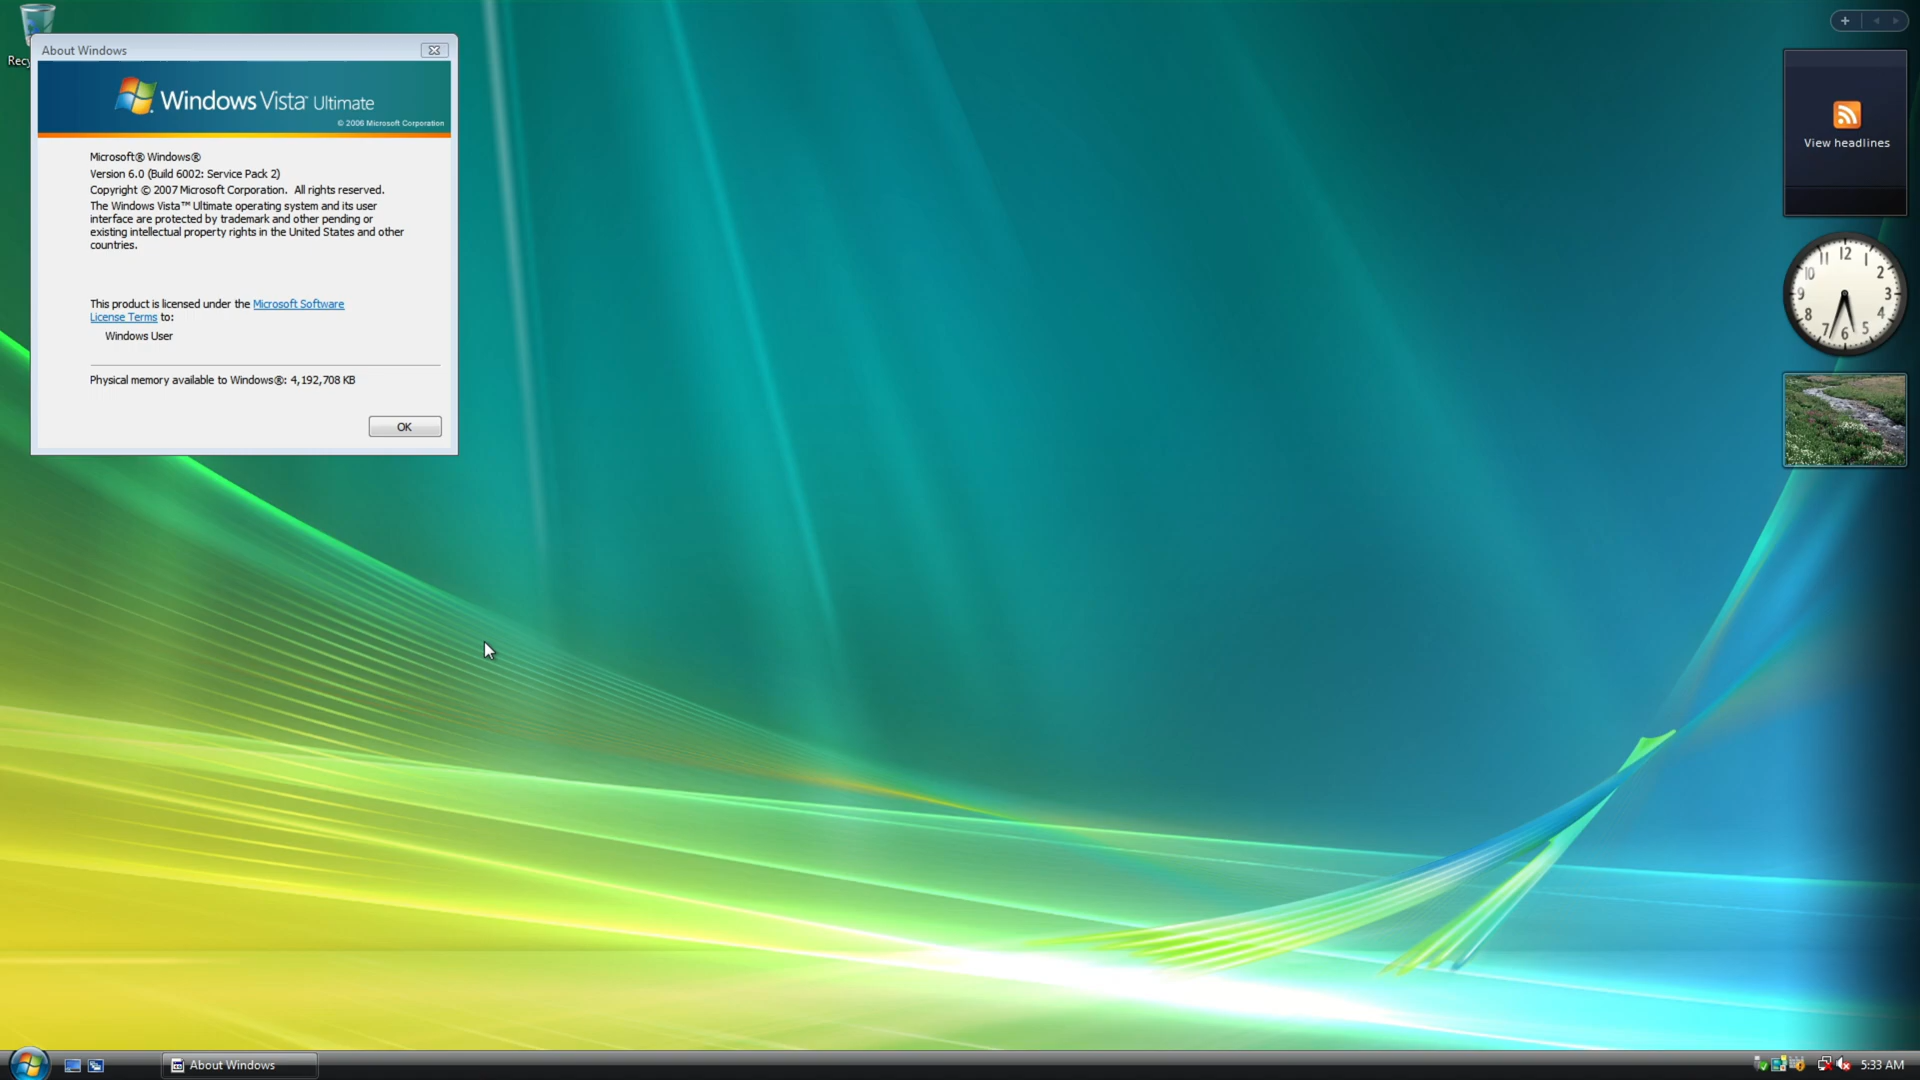 Recy
About Windows
Windows Vista™ Ultimate
© 2006 Microsoft Corporation
Microsoft® Windows®
Version 6.0 (Build 6002: Service Pack 2)
Copyright © 2007 Microsoft Corporation.  All rights reserved.
The Windows Vista™ Ultimate operating system and its user
interface are protected by trademark and other pending or
existing intellectual property rights in the United States and other
countries.
This product is licensed under the Microsoft Software
License Terms to:
Windows User
Physical memory available to Windows®: 4,192,708 KB
OK
View headlines
12
1
2
3
4
5
6
7
8
9
10
11
About Windows
5:33 AM